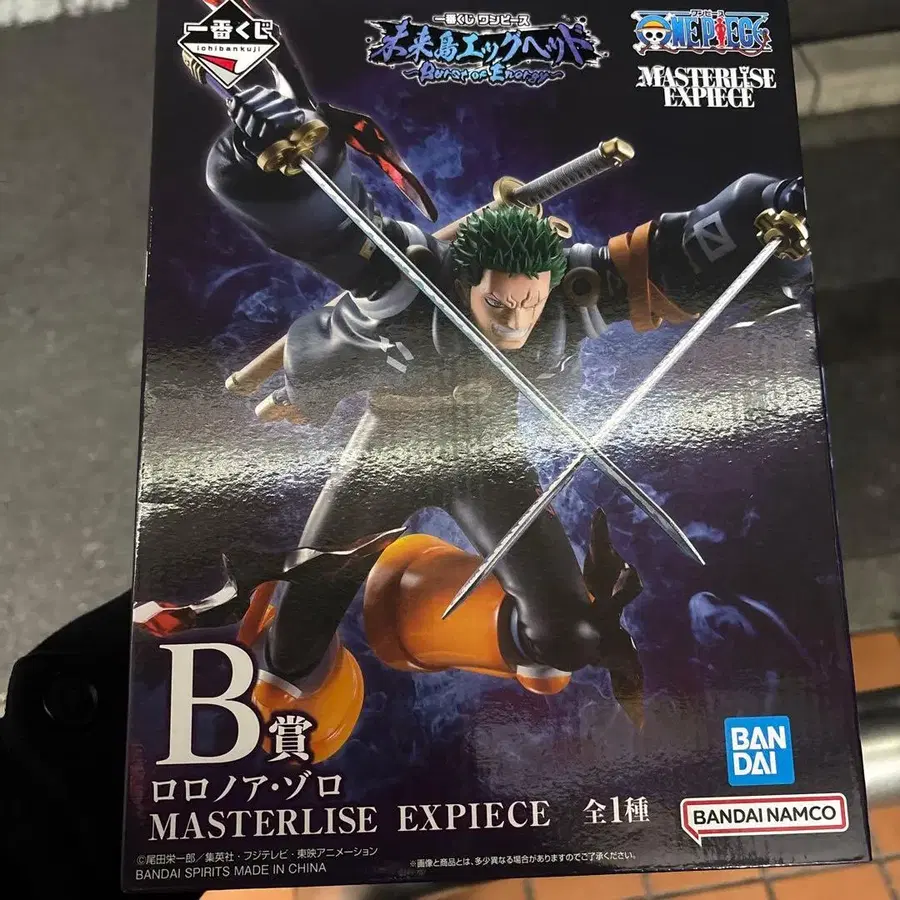 一番くじ
ichibankuji
一番くじ ワンピース
未来島エッグヘッド
~Burst of Energy~
ワンピース
ONE PIECE
MASTERLISE
EXPIECE
B賞
ロロノア・ゾロ
MASTERLISE EXPIECE 全1種
BAN
DAI
BANDAI NAMCO
©尾田栄一郎／集英社・フジテレビ・東映アニメーション
BANDAI SPIRITS MADE IN CHINA
※画像と商品とは、多少異なる場合がありますのでご了承ください。